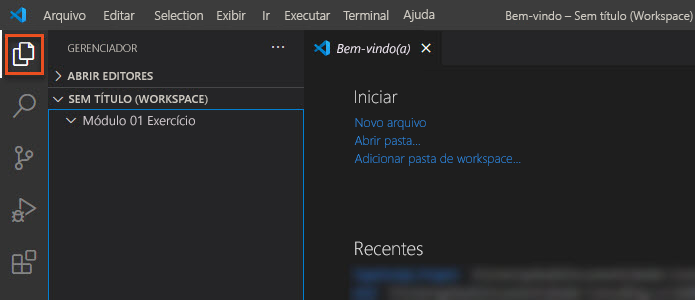 Arquivo Editar Selection Exibir Ir Executar Terminal Ajuda Bem-vindo – Sem título (Workspace)
GERENCIADOR ... Bem-vindo(a) ×
ABRIR EDITORES
SEM TÍTULO (WORKSPACE)
Módulo 01 Exercício
Iniciar
Novo arquivo
Abrir pasta...
Adicionar pasta de workspace...
Recentes